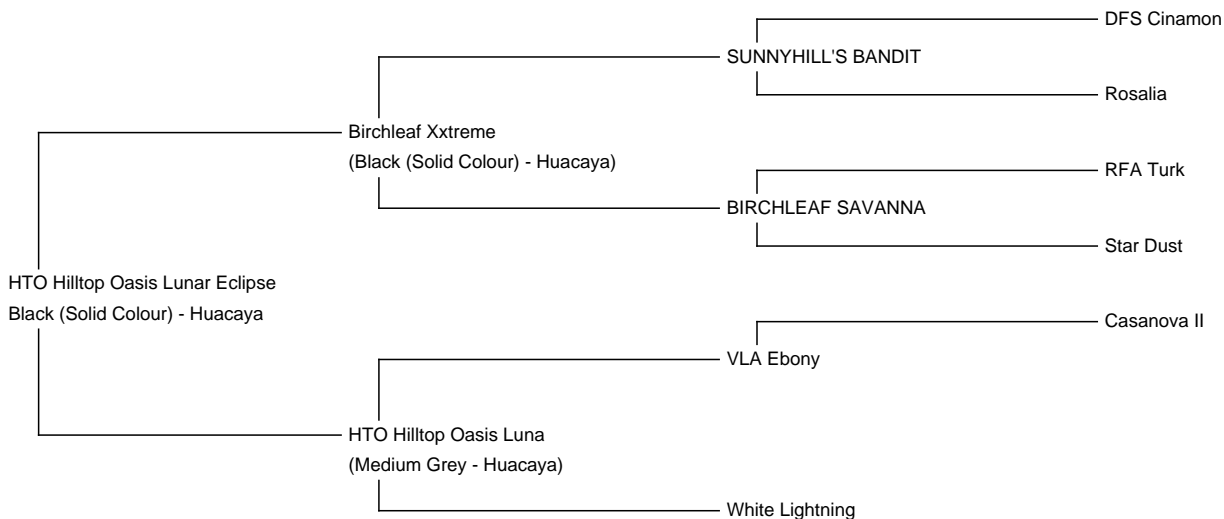 DFS Cinamon
SUNNYHILL'S BANDIT
Rosalia
Birchleaf Xxtreme
(Black (Solid Colour) - Huacaya)
RFA Turk
BIRCHLEAF SAVANNA
Star Dust
HTO Hilltop Oasis Lunar Eclipse
Black (Solid Colour) - Huacaya
Casanova II
VLA Ebony
HTO Hilltop Oasis Luna
(Medium Grey - Huacaya)
White Lightning